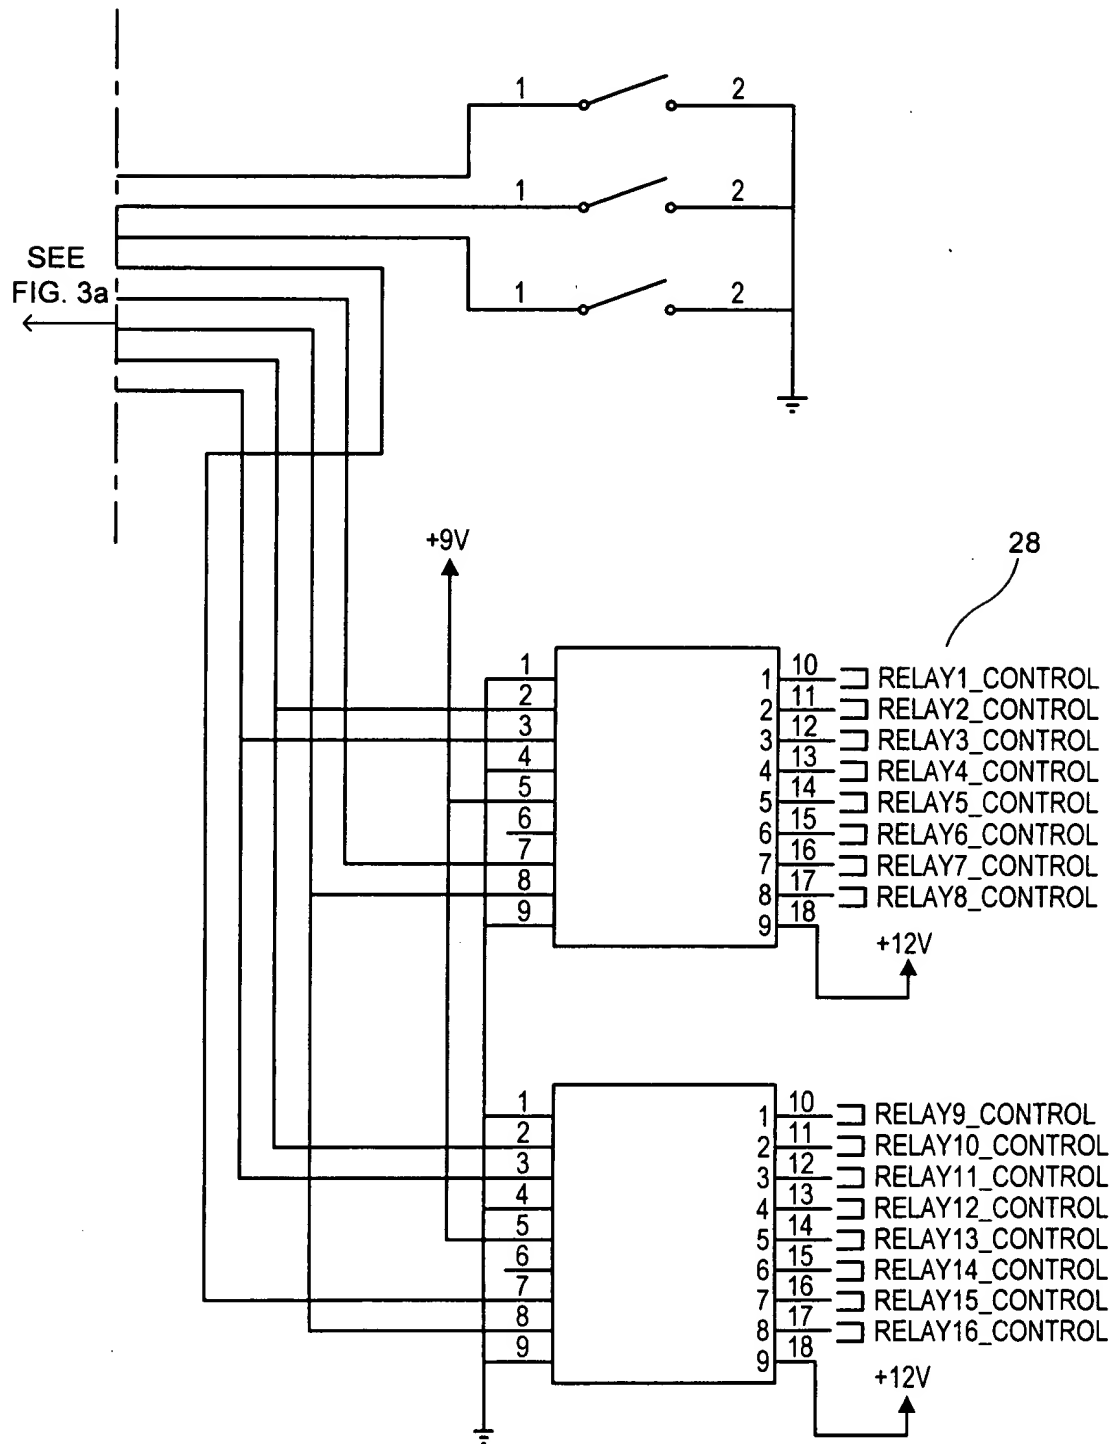 1 2
1 2
SEE
FIG. 3a
1 2
+9V
28
1 1 10 RELAY1_CONTROL
2 2 11 RELAY2_CONTROL
3 3 12 RELAY3_CONTROL
4 4 13 RELAY4_CONTROL
5 5 14 RELAY5_CONTROL
6 6 15 RELAY6_CONTROL
7 7 16 RELAY7_CONTROL
8 8 17 RELAY8_CONTROL
9 9 18
+12V
1 1 10 RELAY9_CONTROL
2 2 11 RELAY10_CONTROL
3 3 12 RELAY11_CONTROL
4 4 13 RELAY12_CONTROL
5 5 14 RELAY13_CONTROL
6 6 15 RELAY14_CONTROL
7 7 16 RELAY15_CONTROL
8 8 17 RELAY16_CONTROL
9 9 18
+12V